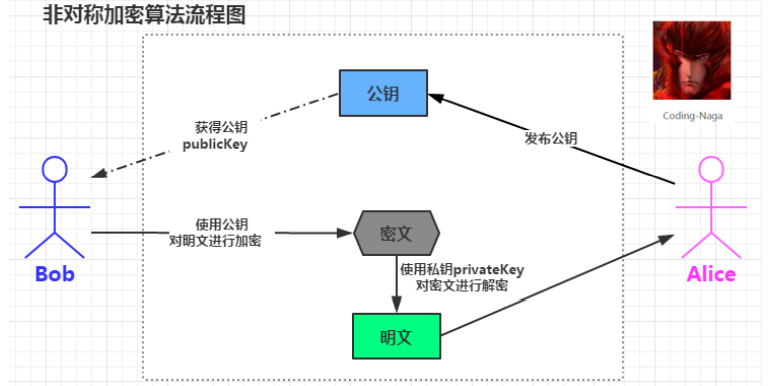 非对称加密算法流程图
Coding-Naga
公钥
获得公钥
publicKey
发布公钥
使用公钥
对明文进行加密
密文
Bob
Alice
使用私钥privateKey
对密文进行解密
明文